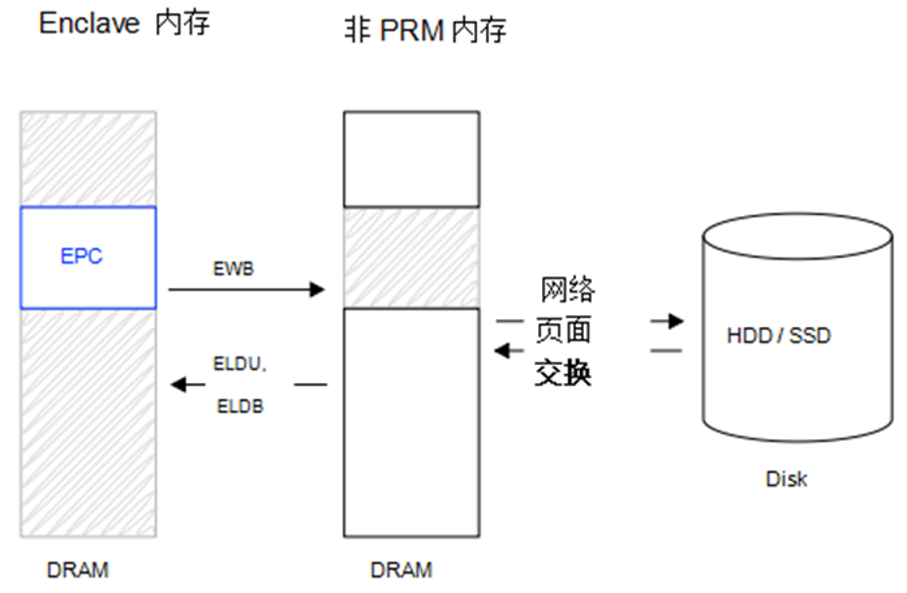 Enclave 内存
非 PRM 内存
EPC
EWB
ELDU,
ELDB
网络
页面
交换
HDD / SSD
Disk
DRAM
DRAM